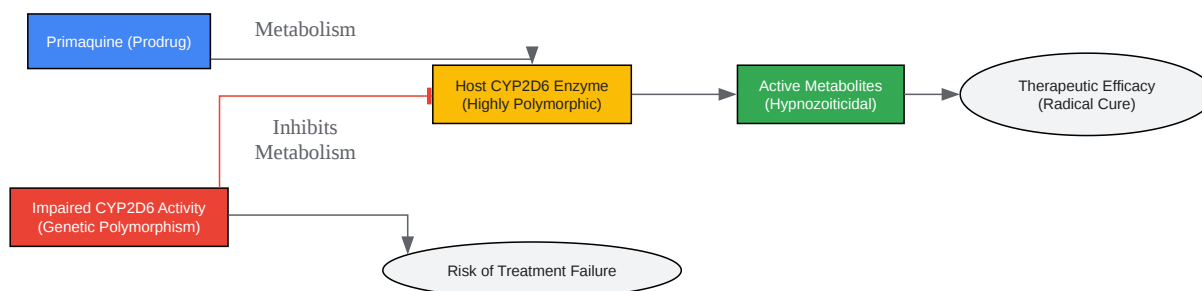 Metabolism
Primaquine (Prodrug)
Host CYP2D6 Enzyme
(Highly Polymorphic)
Active Metabolites
(Hypnozoiticidal)
Therapeutic Efficacy
(Radical Cure)
Inhibits
Metabolism
Impaired CYP2D6 Activity
(Genetic Polymorphism)
Risk of Treatment Failure